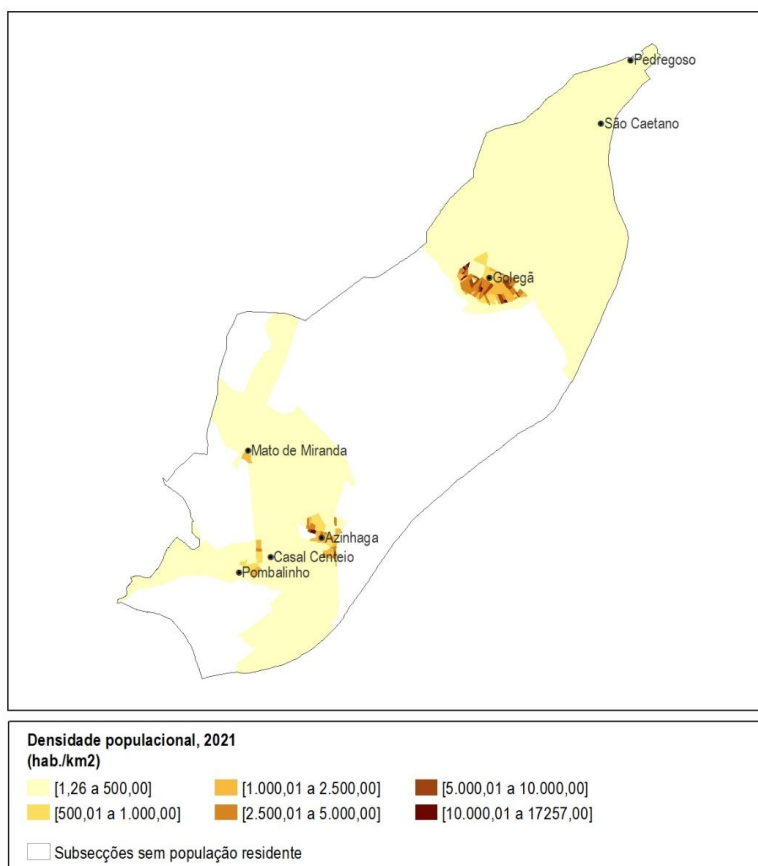 Pedregoso
São Caetano
Golegã
Mato de Miranda
Azinhaga
Casal Centeio
Pombalinho
Densidade populacional, 2021
(hab./km2)
[1,26 a 500,00] [1.000,01 a 2.500,00] [5.000,01 a 10.000,00]
[500,01 a 1.000,00] [2.500,01 a 5.000,00] [10.000,01 a 17257,00]
Subsecções sem população residente